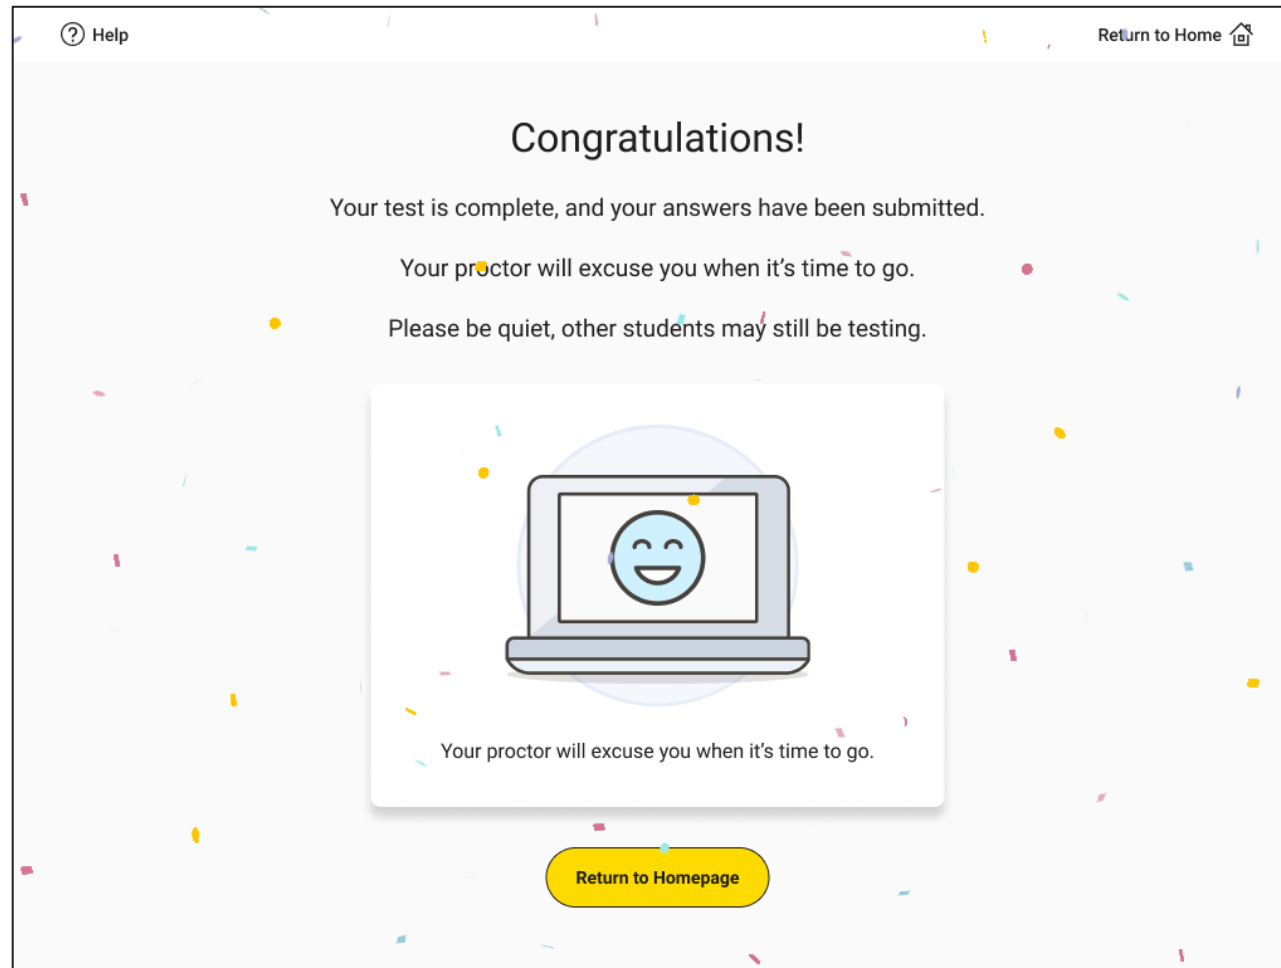 Help
Return to Home
Congratulations!
Your test is complete, and your answers have been submitted.
Your proctor will excuse you when it’s time to go.
Please be quiet, other students may still be testing.
Your proctor will excuse you when it’s time to go.
Return to Homepage